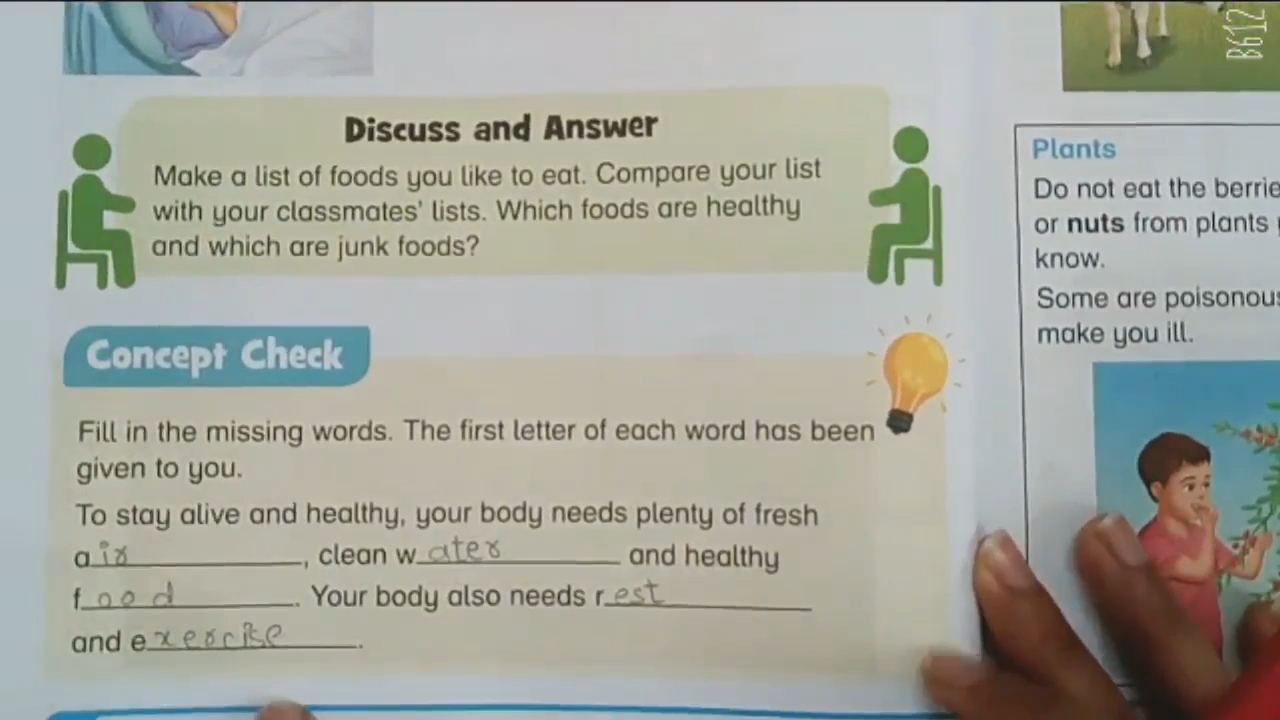 B612
Discuss and Answer
Make a list of foods you like to eat. Compare your list
with your classmates' lists. Which foods are healthy
and which are junk foods?
Concept Check
Fill in the missing words. The first letter of each word has been
given to you.
To stay alive and healthy, your body needs plenty of fresh
air, clean water and healthy
food. Your body also needs rest
and exercise.
Plants
Do not eat the berrie
or nuts from plants
know.
Some are poisonous
make you ill.